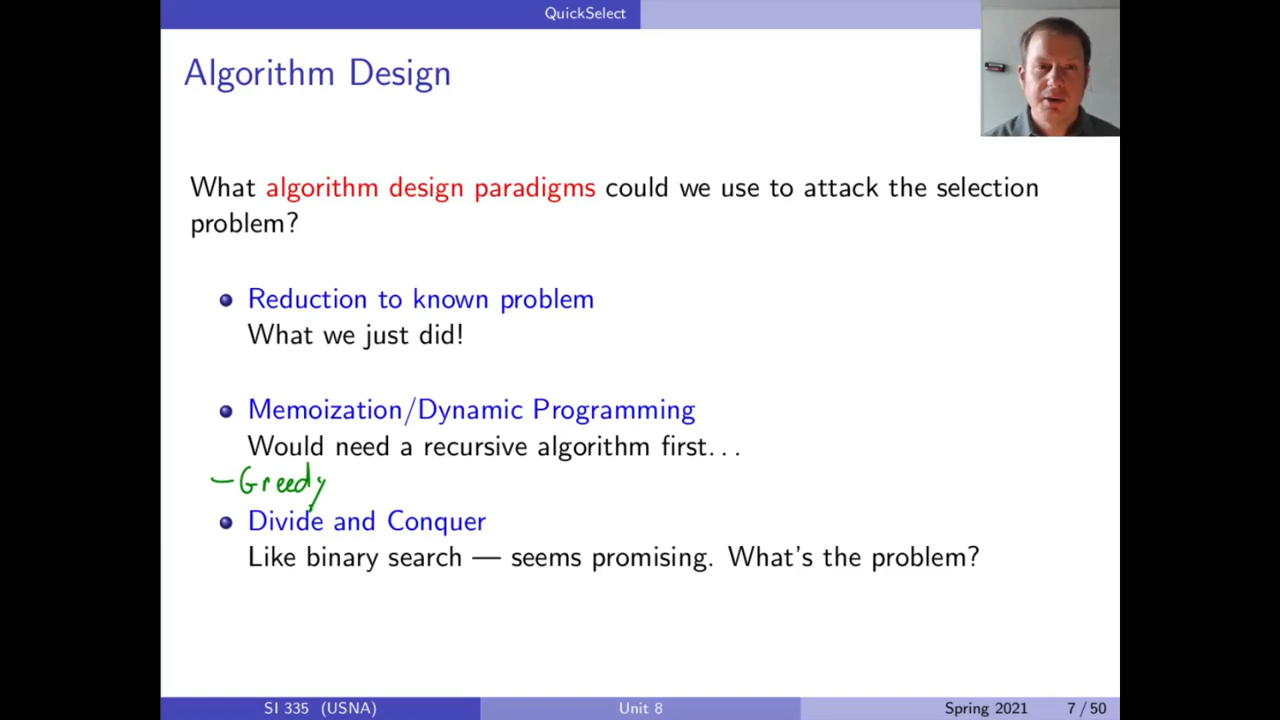 QuickSelect
Algorithm Design
What algorithm design paradigms could we use to attack the selection
problem?
Reduction to known problem
What we just did!
Memoization/Dynamic Programming
Would need a recursive algorithm first...
– Greedy
Divide and Conquer
Like binary search — seems promising. What's the problem?
SI 335 (USNA) Unit 8 Spring 2021 7 / 50